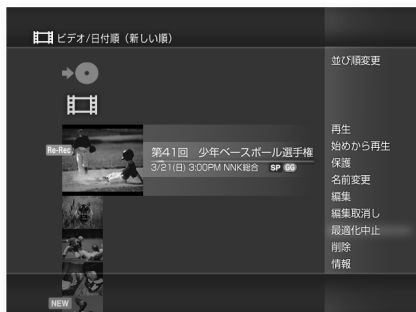 ビデオ/日付順（新しい順）
Re-Rec
第41回　少年ベースボール選手権
3/21(日) 3:00PM NNK総合 SP GG
NEW
並び順変更
再生
始めから再生
保護
名前変更
編集
編集取消し
最適化中止
削除
情報